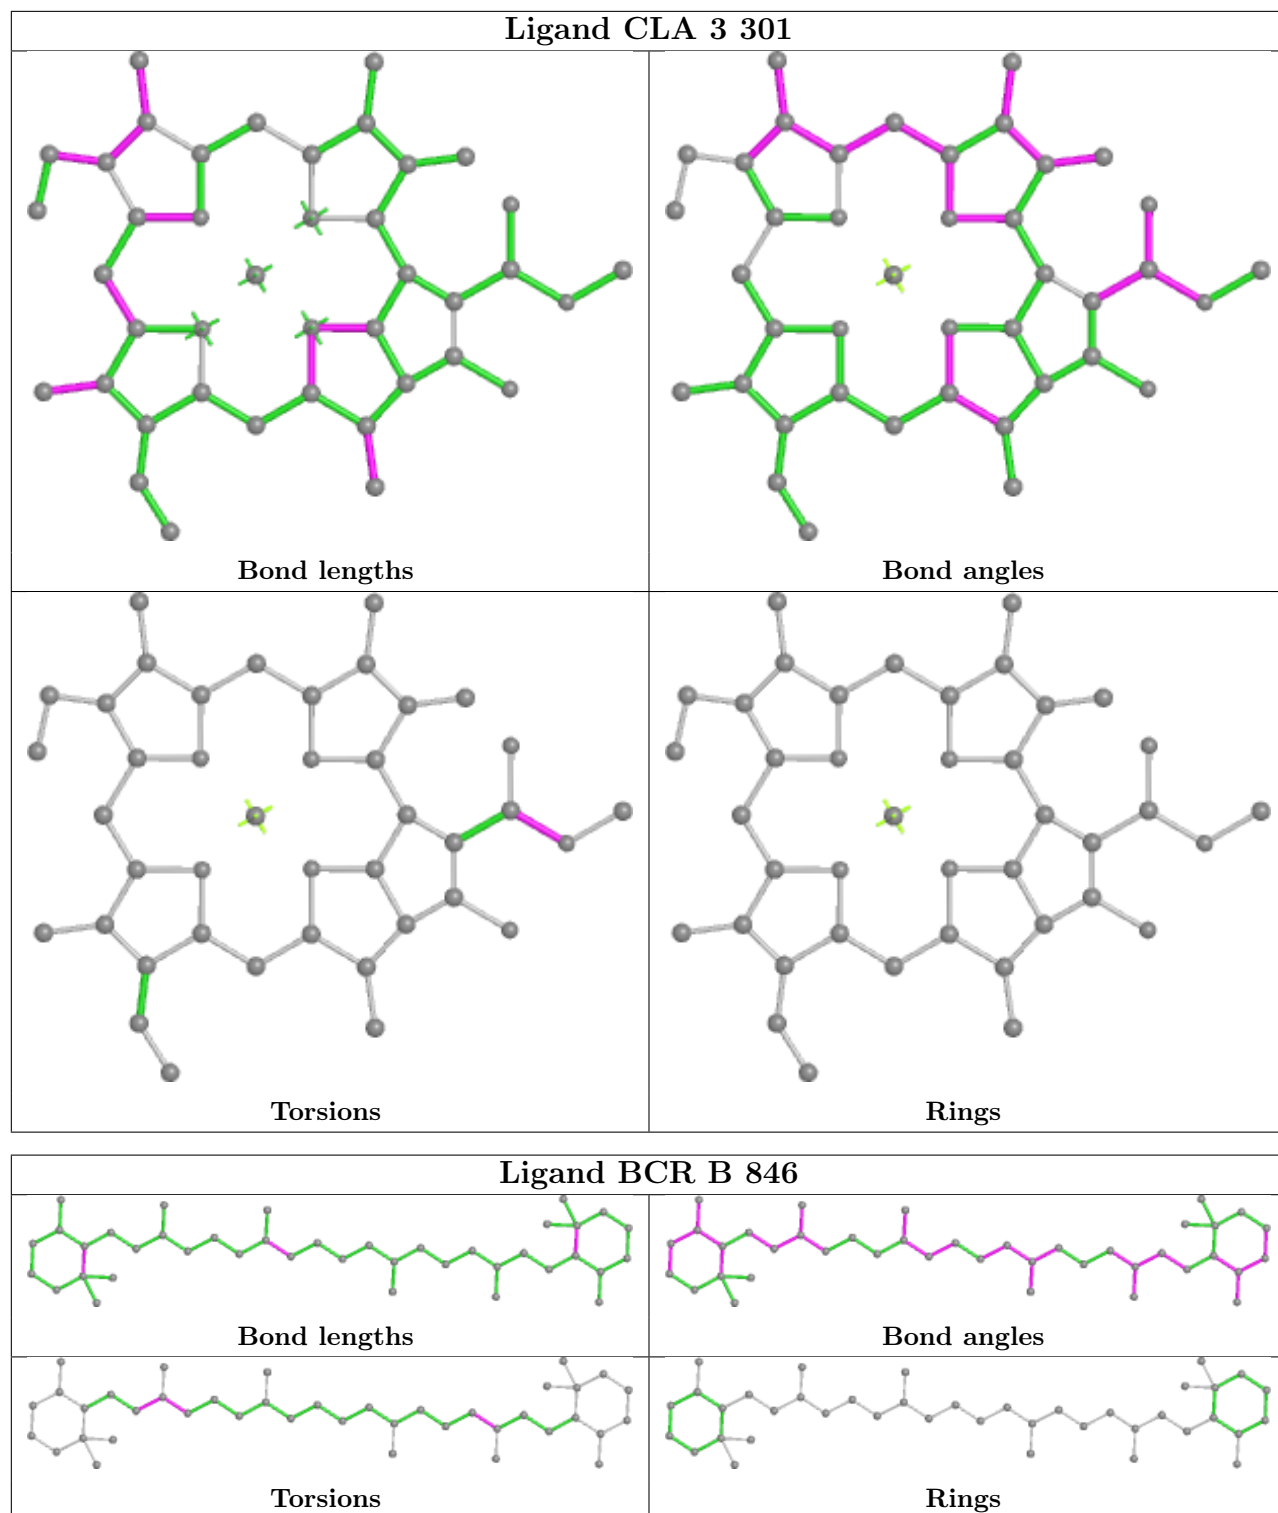 Ligand CLA 3 301
Bond lengths
Bond angles
Torsions
Rings
Ligand BCR B 846
Bond lengths
Bond angles
Torsions
Rings